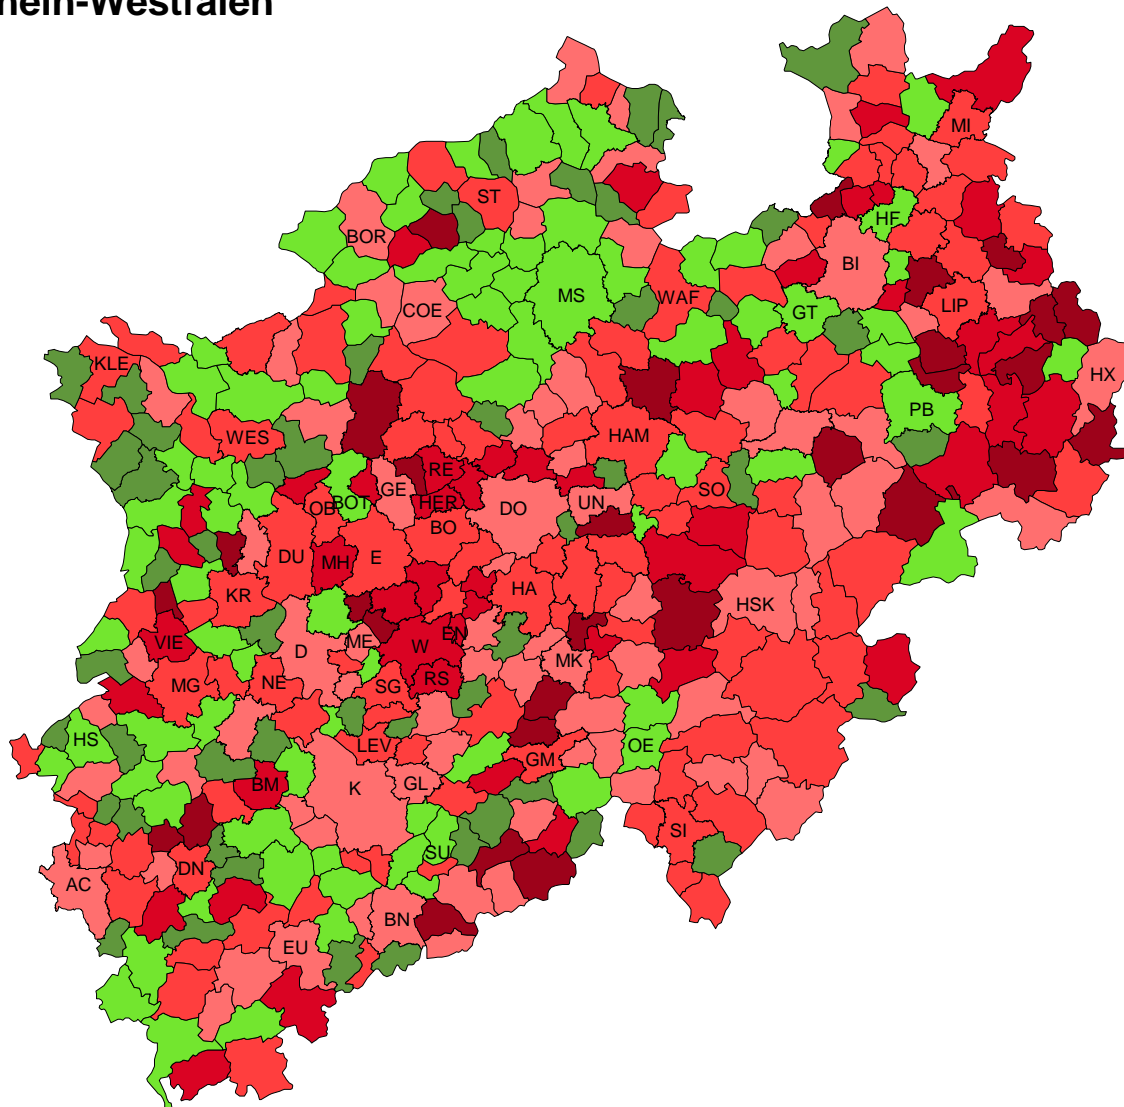 hein-Westfalen
MI
ST
HF
BOR
BI
MS
WAF
COE
LIP
GT
KLE
HX
PB
WES
HAM
RE
GE
SO
BOT
HER
UN
OB
DO
BO
DU
MH
E
HA
KR
HSK
EN
VIE
ME
W
D
MK
RS
MG
NE
SG
HS
LEV
OE
GM
BM
GL
K
SI
SU
DN
AC
BN
EU